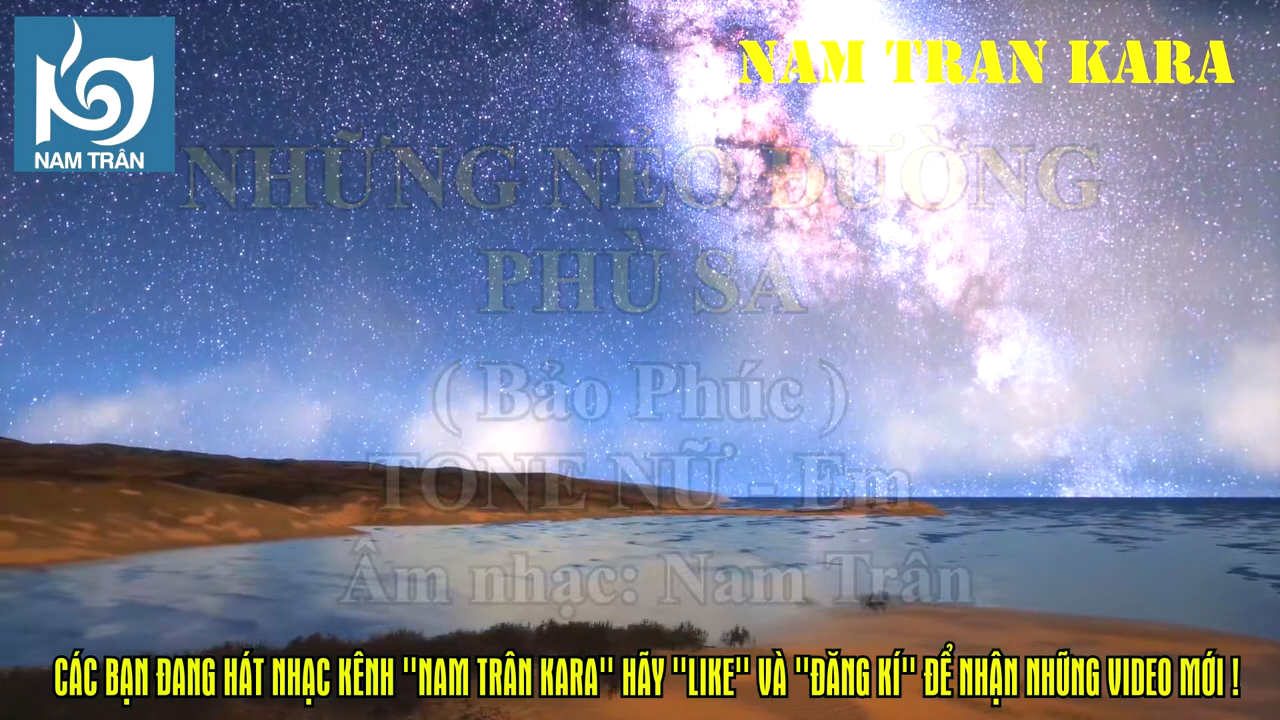 NAM TRAN KARA
NAM TRÂN
NHỮNG NẺO ĐƯỜNG
PHÙ SA
( Bảo Phúc )
TONE NỮ - Em
Âm nhạc: Nam Trân
CÁC BẠN ĐANG HÁT NHẠC KÊNH "NAM TRÂN KARA" HÃY "LIKE" VÀ "ĐĂNG KÍ" ĐỂ NHẬN NHỮNG VIDEO MỚI !